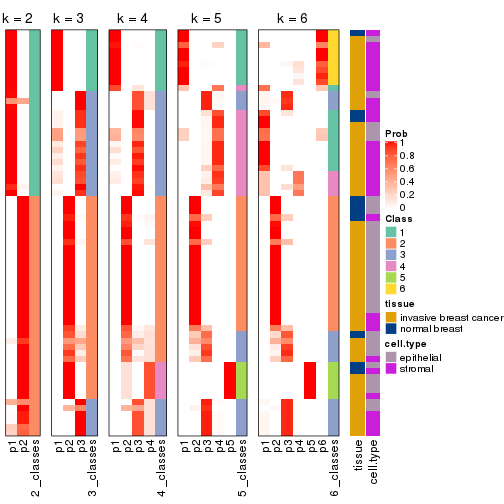 k = 2 k = 3 k = 4 k = 5 k = 6
Prob
1
0.8
0.6
0.4
0.2
0
Class
1
2
3
4
5
6
tissue
invasive breast cancer
normal breast
cell.type
epithelial
stromal
p1 p2 2_classes p1 p2 p3 3_classes p1 p2 p3 p4 4_classes p1 p2 p3 p4 p5 5_classes p1 p2 p3 p4 p5 p6 6_classes tissue cell.type